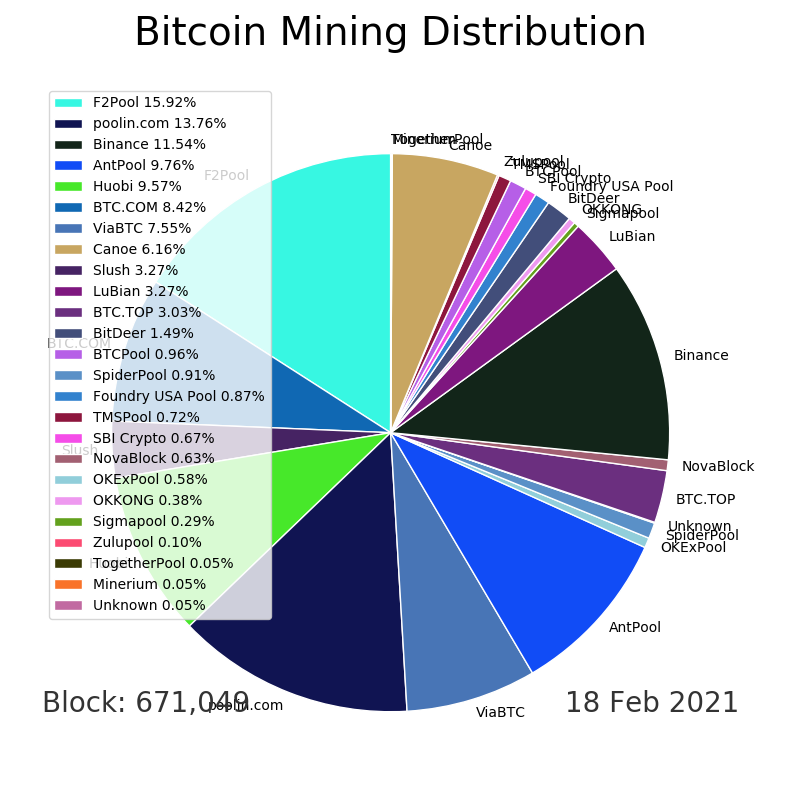 Bitcoin Mining Distribution
F2Pool 15.92%
poolin.com 13.76%
Binance 11.54%
AntPool 9.76%
Huobi 9.57%
BTC.COM 8.42%
ViaBTC 7.55%
Canoe 6.16%
Slush 3.27%
LuBian 3.27%
BTC.TOP 3.03%
BitDeer 1.49%
BTCPool 0.96%
SpiderPool 0.91%
Foundry USA Pool 0.87%
TMSPool 0.72%
SBI Crypto 0.67%
NovaBlock 0.63%
OKExPool 0.58%
OKKONG 0.38%
Sigmapool 0.29%
Zulupool 0.10%
TogetherPool 0.05%
Minerium 0.05%
Unknown 0.05%
F2Pool
BTC.COM
Slush
poolin.com
ViaBTC
AntPool
OKExPool
SpiderPool
Unknown
BTC.TOP
NovaBlock
Binance
LuBian
Sigmapool
OKKONG
BitDeer
Foundry USA Pool
SBI Crypto
BTCPool
TMSPool
Zulupool
Canoe
Block: 671,049
18 Feb 2021